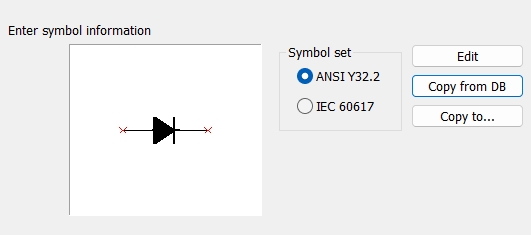 Enter symbol information
Symbol set
ANSI Y32.2
IEC 60617
Edit
Copy from DB
Copy to...